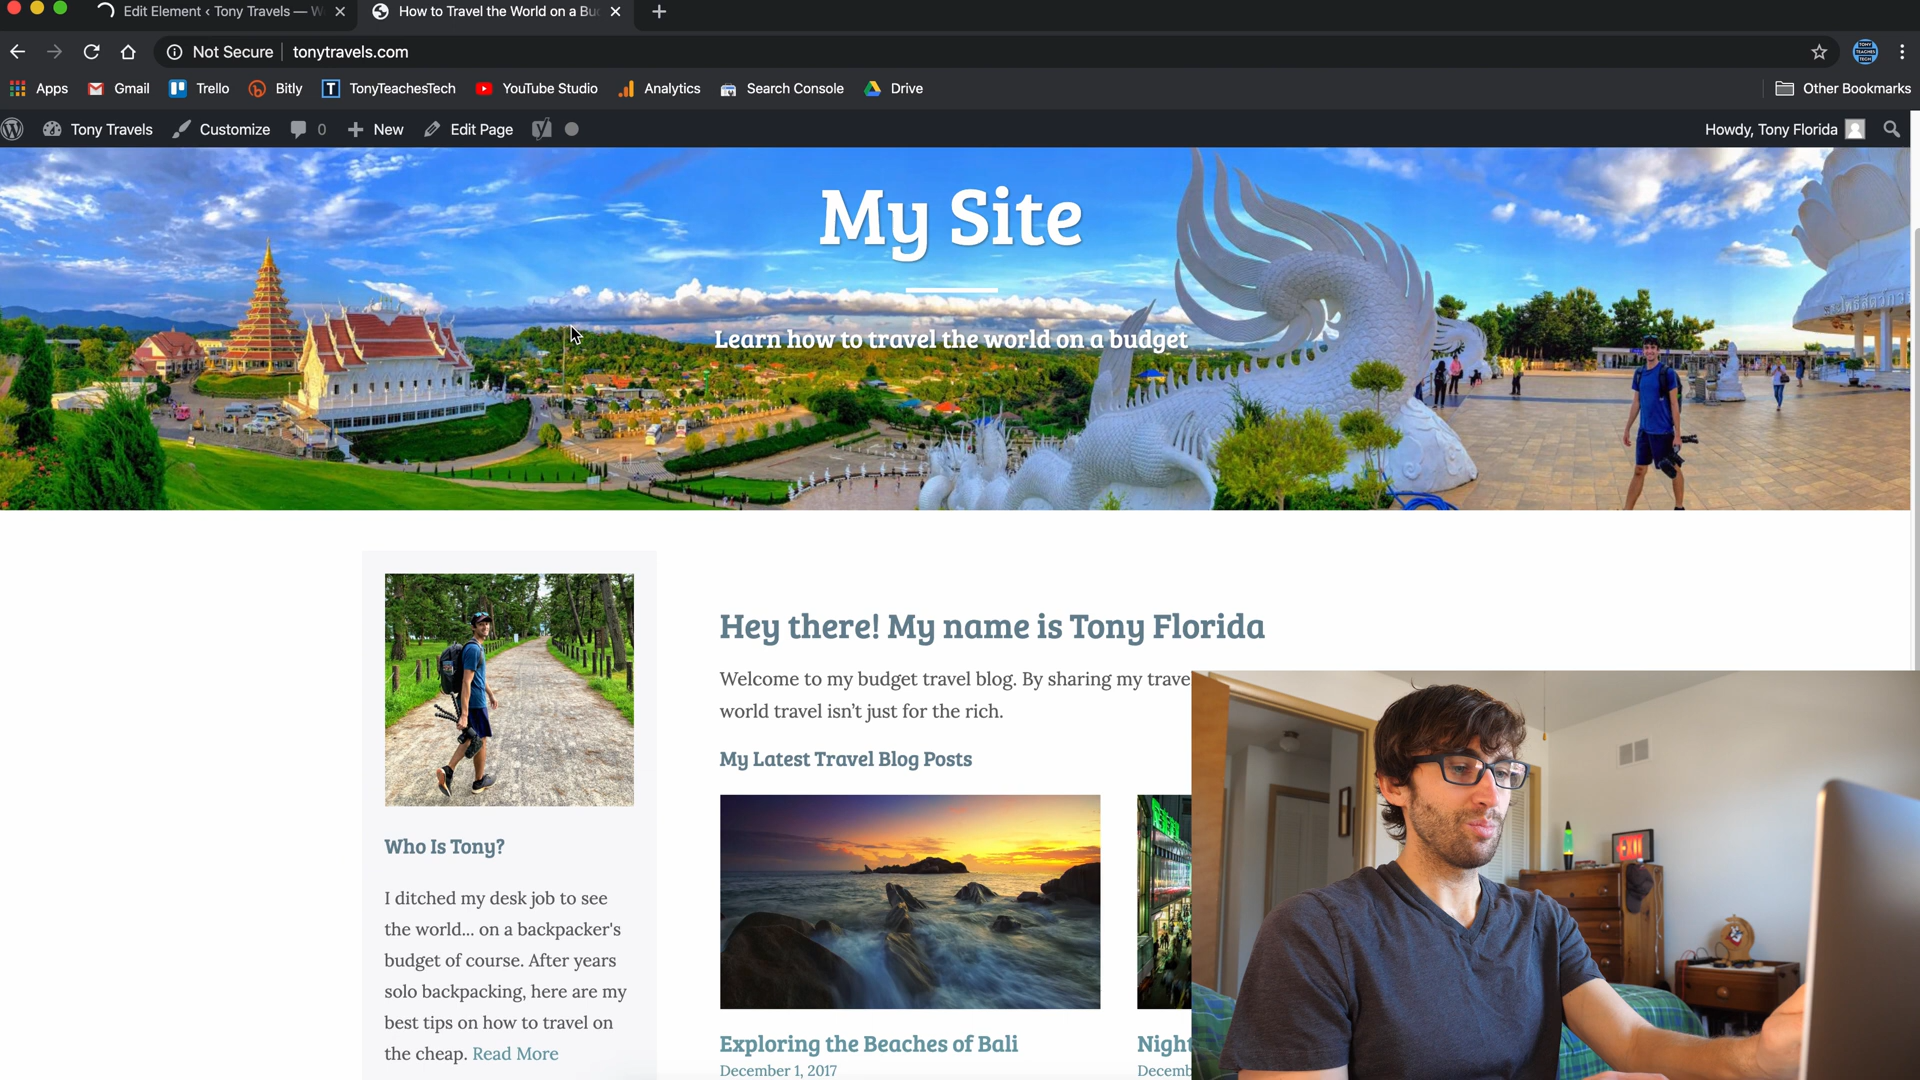 Edit Element ‹ Tony Travels — W
How to Travel the World on a Bu
Not Secure
tonytravels.com
Apps
Gmail
Trello
Bitly
TonyTeachesTech
YouTube Studio
Analytics
Search Console
Drive
Other Bookmarks
Tony Travels
Customize
0
New
Edit Page
Howdy, Tony Florida
My Site
Learn how to travel the world on a budget
Hey there! My name is Tony Florida
Welcome to my budget travel blog. By sharing my trave
world travel isn't just for the rich.
My Latest Travel Blog Posts
Who Is Tony?
I ditched my desk job to see
the world... on a backpacker's
budget of course. After years
solo backpacking, here are my
best tips on how to travel on
the cheap. Read More
Exploring the Beaches of Bali
December 1, 2017
Night
Decemb